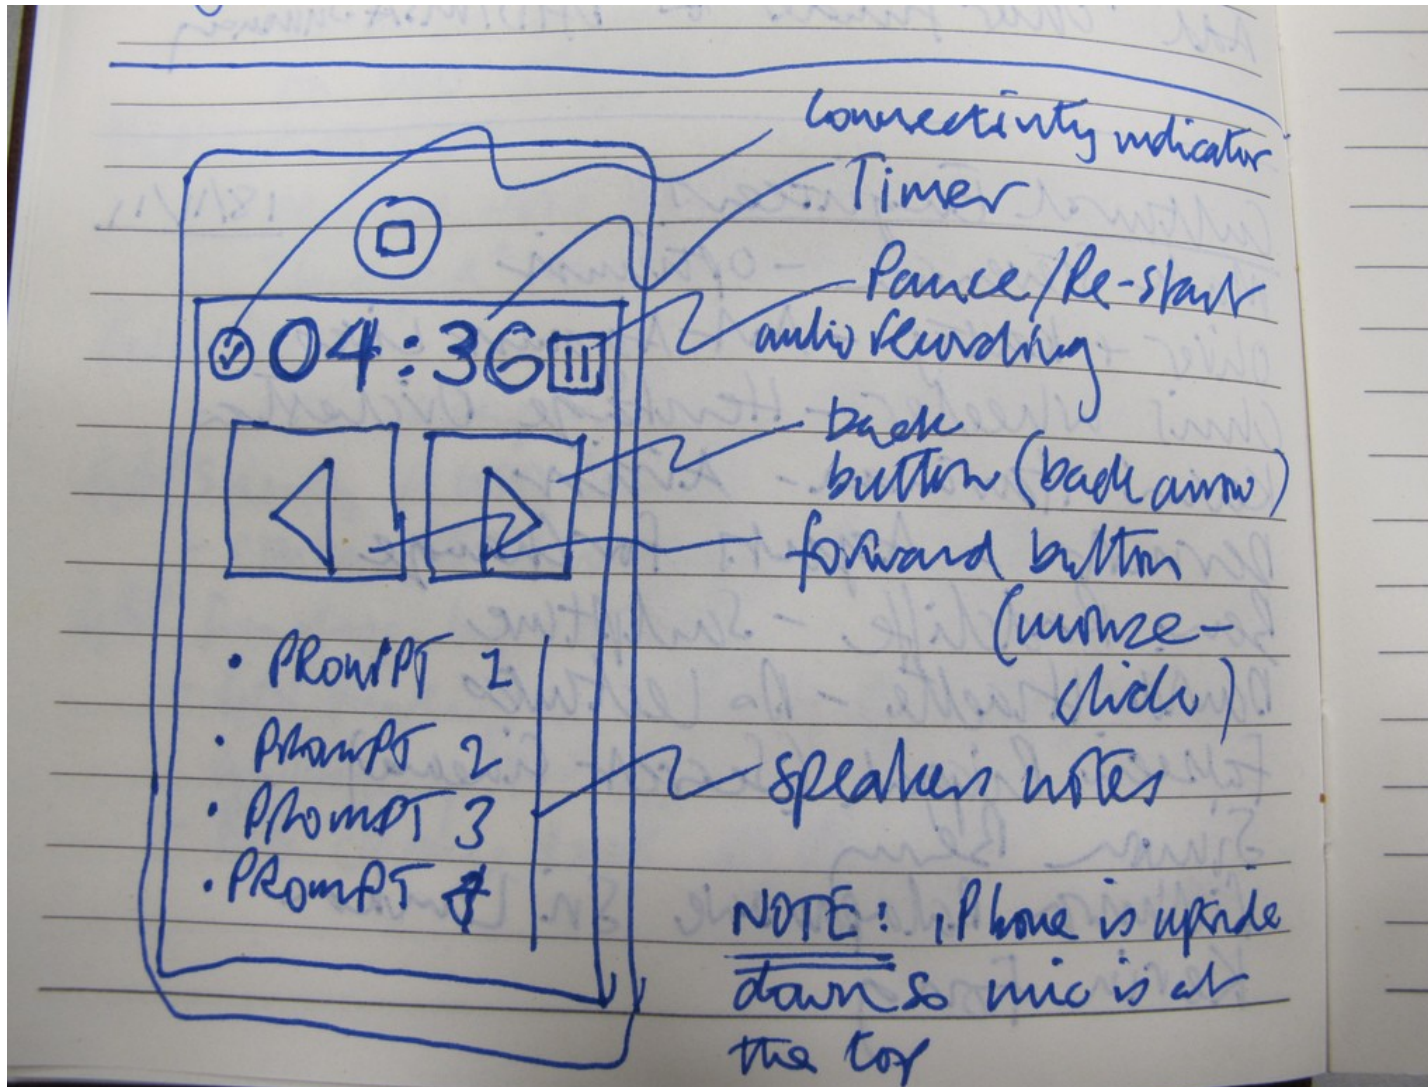 Connectivity indicator
Timer
Pause/Re-start
audio recording
04:36
back
button (back arrow)
forward button
(mouse-
click)
• PROMPT 1
• PROMPT 2
• PROMPT 3
• PROMPT 4
speakers notes
NOTE: iPhone is upside
down so mic is at
the top